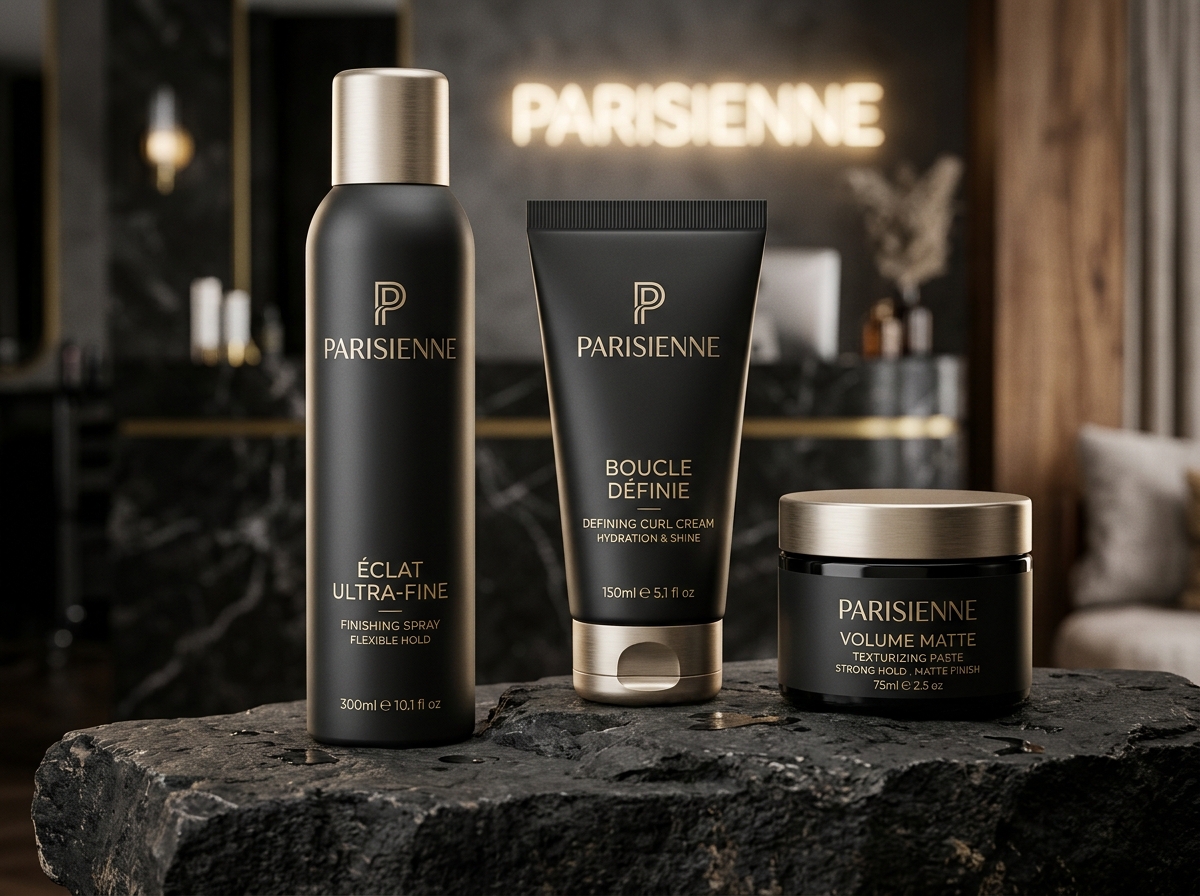 PARISIENNE
P
PARISIENNE
ÉCLAT
ULTRA-FINE
FINISHING SPRAY
FLEXIBLE HOLD
300ml ℮ 10.1 fl oz
P
PARISIENNE
BOUCLE
DÉFINIE
DEFINING CURL CREAM
HYDRATION & SHINE
150ml ℮ 5.1 fl oz
PARISIENNE
VOLUME MATTE
TEXTURIZING PASTE
STRONG HOLD , MATTE FINISH
75ml ℮ 2.5 oz